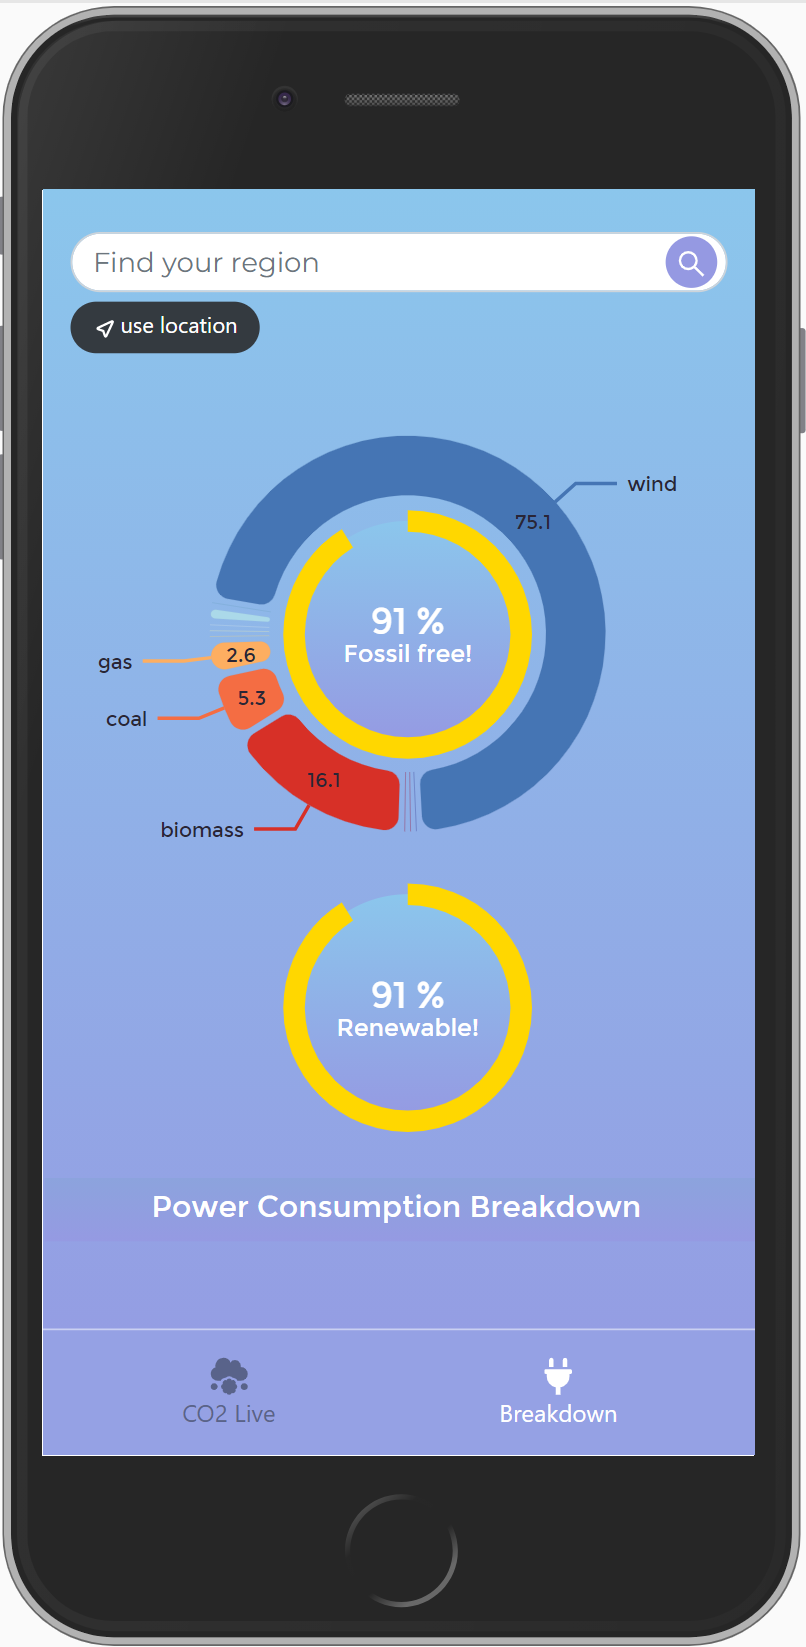 Find your region
use location
wind
75.1
91 %
Fossil free!
gas
2.6
coal
5.3
16.1
biomass
91 %
Renewable!
Power Consumption Breakdown
CO2 Live
Breakdown